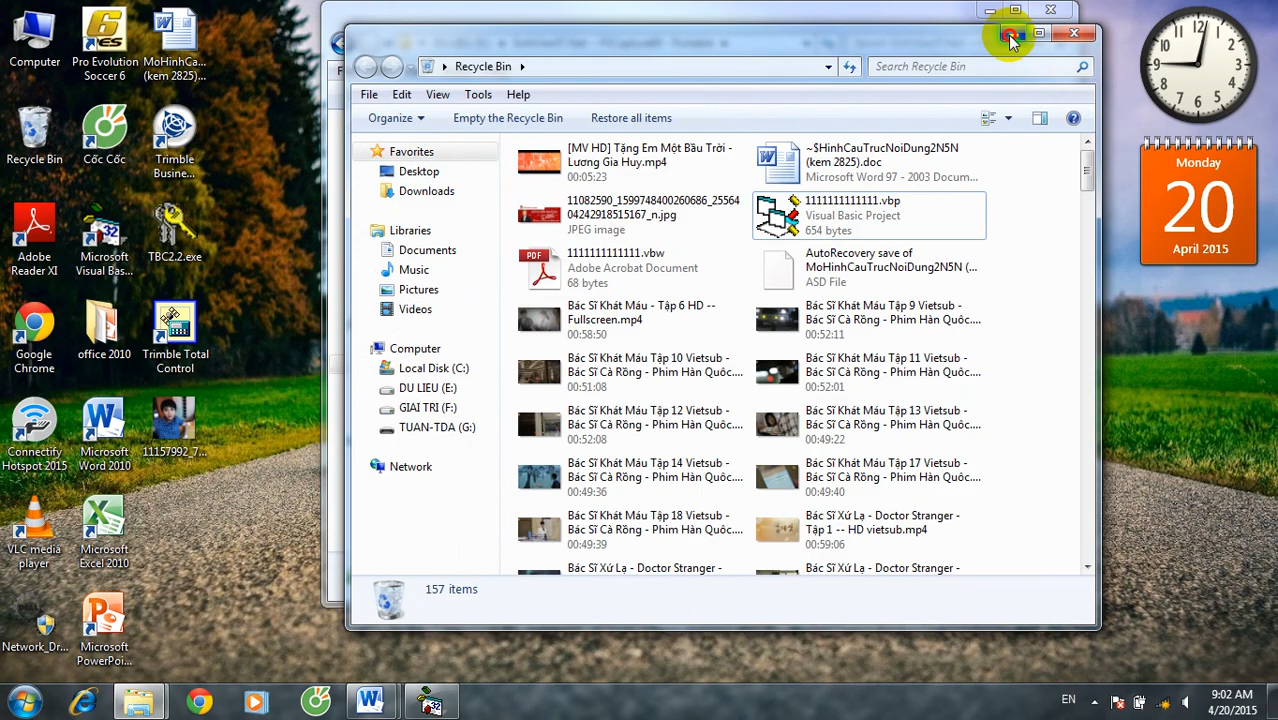 Computer
Pro Evolution
Soccer 6
MoHinhCa...
(kem 2825)....
Recycle Bin
Cốc Cốc
Trimble
Busine...
Adobe
Reader XI
Microsoft
Visual Bas...
TBC2.2.exe
Google
Chrome
office 2010
Trimble Total
Control
Connectify
Hotspot 2015
Microsoft
Word 2010
11157992_7...
VLC media
player
Microsoft
Excel 2010
Network_Dr...
Microsoft
PowerPoi...
Recycle Bin
Search Recycle Bin
File Edit View Tools Help
Organize Empty the Recycle Bin Restore all items
Favorites
Desktop
Downloads
Libraries
Documents
Music
Pictures
Videos
Computer
Local Disk (C:)
DU LIEU (E:)
GIAI TRI (F:)
TUAN-TDA (G:)
Network
[MV HD] Tặng Em Một Bầu Trời -
Lương Gia Huy.mp4
00:05:23
~$HinhCauTrucNoiDung2N5N
(kem 2825).doc
Microsoft Word 97 - 2003 Docum...
11082590_1599748400260686_25564
04242918515167_n.jpg
JPEG image
1111111111111.vbp
Visual Basic Project
654 bytes
1111111111111.vbw
Adobe Acrobat Document
68 bytes
AutoRecovery save of
MoHinhCauTrucNoiDung2N5N (...
ASD File
Bác Sĩ Khát Máu - Tập 6 HD --
Fullscreen.mp4
00:58:50
Bác Sĩ Khát Máu Tập 9 Vietsub -
Bác Sĩ Cà Rồng - Phim Hàn Quốc....
00:52:11
Bác Sĩ Khát Máu Tập 10 Vietsub -
Bác Sĩ Cà Rồng - Phim Hàn Quốc....
00:51:08
Bác Sĩ Khát Máu Tập 11 Vietsub -
Bác Sĩ Cà Rồng - Phim Hàn Quốc....
00:52:01
Bác Sĩ Khát Máu Tập 12 Vietsub -
Bác Sĩ Cà Rồng - Phim Hàn Quốc....
00:52:08
Bác Sĩ Khát Máu Tập 13 Vietsub -
Bác Sĩ Cà Rồng - Phim Hàn Quốc....
00:49:22
Bác Sĩ Khát Máu Tập 14 Vietsub -
Bác Sĩ Cà Rồng - Phim Hàn Quốc....
00:49:36
Bác Sĩ Khát Máu Tập 17 Vietsub -
Bác Sĩ Cà Rồng - Phim Hàn Quốc....
00:49:40
Bác Sĩ Khát Máu Tập 18 Vietsub -
Bác Sĩ Cà Rồng - Phim Hàn Quốc....
00:49:39
Bác Sĩ Xứ Lạ - Doctor Stranger -
Tập 1 -- HD vietsub.mp4
00:59:06
Bác Sĩ Xứ Lạ - Doctor Stranger -
Bác Sĩ Xứ Lạ - Doctor Stranger -
157 items
12
1
2
3
4
5
6
7
8
9
10
11
Monday
20
April 2015
EN
9:02 AM
4/20/2015